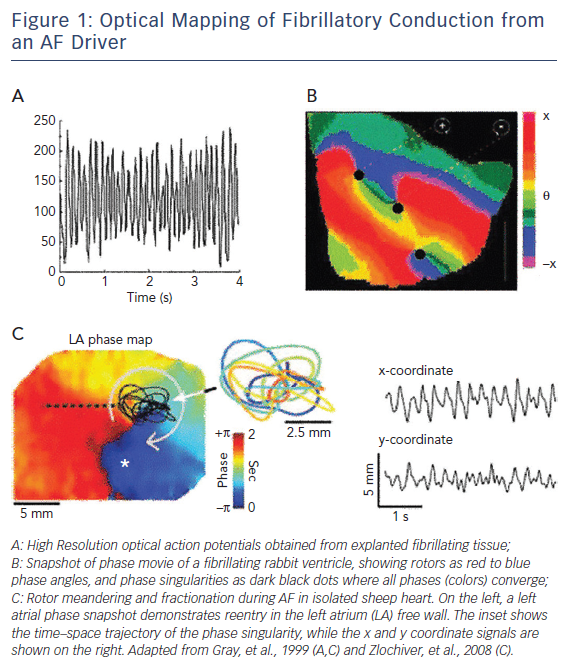 Figure 1: Optical Mapping of Fibrillatory Conduction from
an AF Driver
A
250
200
150
100
50
0
0
1
2
3
4
Time (s)
B
+
-
x
θ
–x
C
LA phase map
5 mm
+π
–π
Phase
2
Sec
0
*
2.5 mm
x-coordinate
y-coordinate
5 mm
1 s
A: High Resolution optical action potentials obtained from explanted fibrillating tissue;
B: Snapshot of phase movie of a fibrillating rabbit ventricle, showing rotors as red to blue
phase angles, and phase singularities as dark black dots where all phases (colors) converge;
C: Rotor meandering and fractionation during AF in isolated sheep heart. On the left, a left
atrial phase snapshot demonstrates reentry in the left atrium (LA) free wall. The inset shows
the time–space trajectory of the phase singularity, while the x and y coordinate signals are
shown on the right. Adapted from Gray, et al., 1999 (A,C) and Zlochiver, et al., 2008 (C).